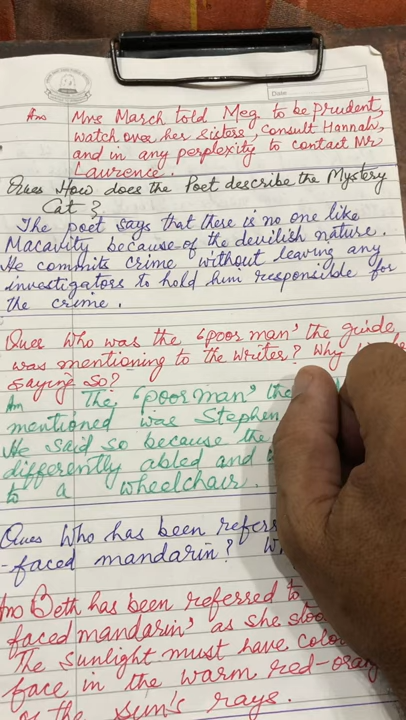 Date
Ans Mrs March told Meg to be prudent,
watch over her sisters, consult Hannah,
and in any perplexity to contact Mr
Laurence.
Ques How does the Poet describe the Mystery
Cat?
The poet says that there is no one like
Macavity because of the devilish nature.
He commits crime without leaving any
investigators to hold him responsible for
the crime.
Ques Who was the 'poor man' the guide
was mentioning to the writer? Why
saying so?
Ans The 'poor man' the
mentioned was Stephen
He said so because the
differently abled and
to a wheelchair.
Ques Who has been
-faced mandarin?
Ans Beth has been referred to
faced mandarin' as she stood
The sunlight must have
face in the warm red-
of the sun's rays.